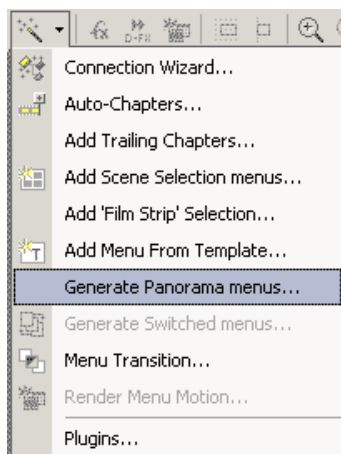 D-FX
Connection Wizard...
Auto-Chapters...
Add Trailing Chapters...
Add Scene Selection menus...
Add 'Film Strip' Selection...
Add Menu From Template...
Generate Panorama menus...
Generate Switched menus...
Menu Transition...
Render Menu Motion...
Plugins...